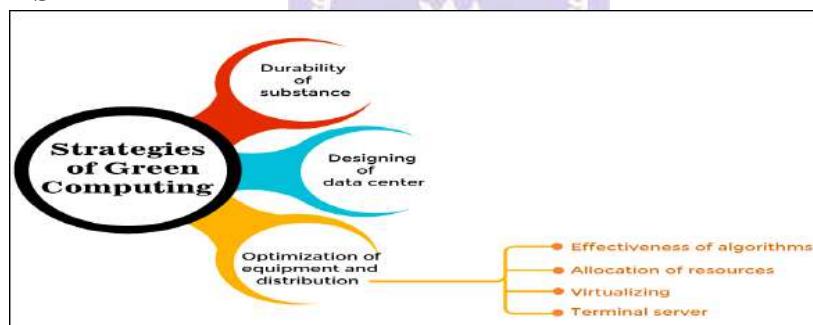 Durability
of
substance
Strategies
of Green
Computing
Designing
of
data center
Optimization of
equipment and
distribution
Effectiveness of algorithms
Allocation of resources
Virtualizing
Terminal server